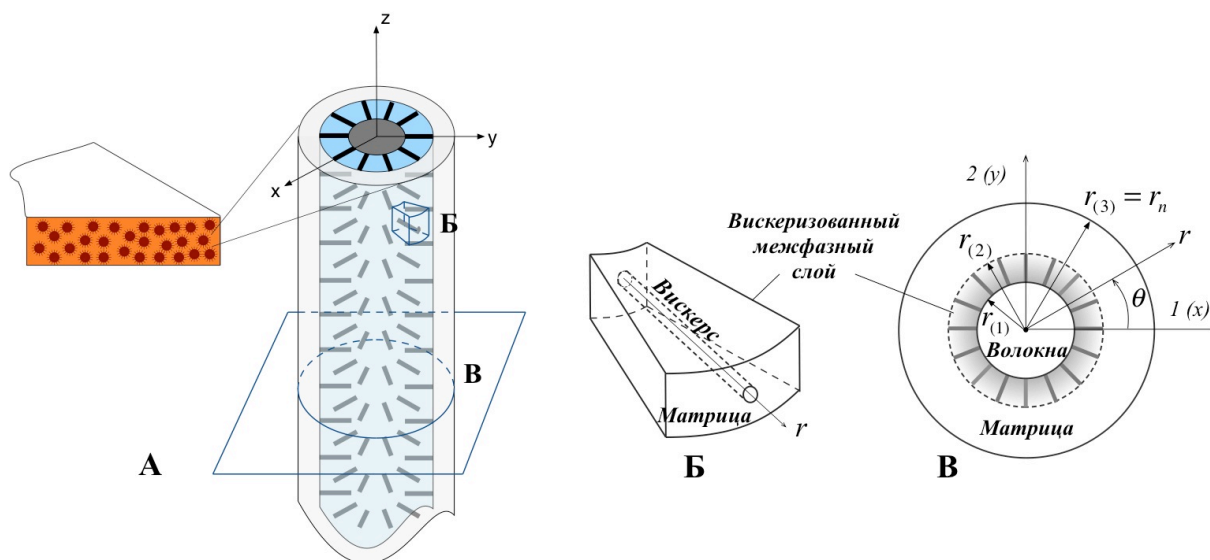 z
y
x
Б
В
А
Вискерс
Матрица
r
Б
Вискеризованный
межфазный
слой
2 (y)
r(3) = rn
r(2)
r
θ
1 (x)
r(1)
Волокна
Матрица
В